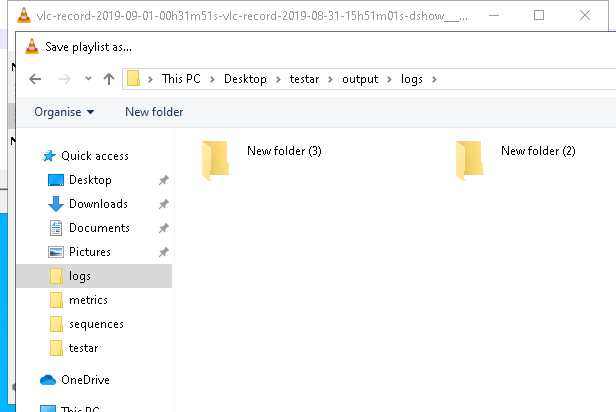 vlc-record-2019-09-01-00h31m51s-vlc-record-2019-08-31-15h51m01s-dshow__...
Save playlist as...
This PC > Desktop > testar > output > logs >
Organise New folder
Quick access
Desktop
Downloads
Documents
Pictures
logs
metrics
sequences
testar
OneDrive
This PC
New folder (3)
New folder (2)